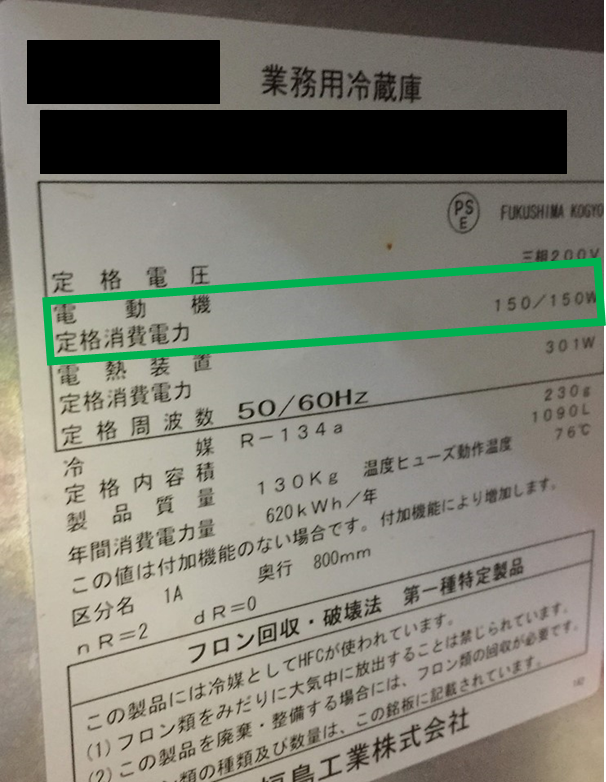 業務用冷蔵庫
PS E FUKUSHIMA KOGYO
定格電圧 三相200V
電動機 定格消費電力 150/150W
電熱装置 定格消費電力 301W
定格周波数 50/60Hz
冷媒 R-134a 230g
定格内容積 1090L
製品質量 130Kg 温度ヒューズ動作温度 76℃
年間消費電力量 620kWh/年
この値は付加機能のない場合です。付加機能により増加します。
区分名 1A 奥行 800mm
nR=2 dR=0
フロン回収・破壊法 第一種特定製品
この製品には冷媒としてHFCが使われています。
(1)フロン類をみだりに大気中に放出することは禁じられています。
(2)この製品を廃棄・整備する場合には、フロン類の回収が必要です。
の種類及び数量は、この銘板に記載されています。
島工業株式会社